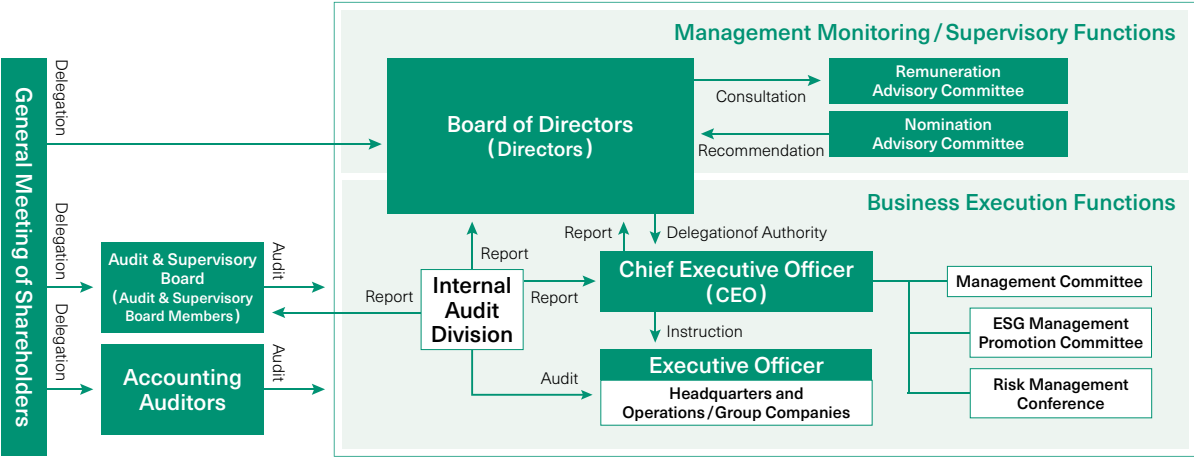 Management Monitoring/Supervisory Functions
General Meeting of Shareholders
Delegation
Board of Directors
(Directors)
Consultation
Remuneration
Advisory Committee
Recommendation
Nomination
Advisory Committee
Business Execution Functions
Delegation
Audit & Supervisory
Board
(Audit & Supervisory
Board Members)
Audit
Report
Report
Delegationof Authority
Report
Internal
Audit
Division
Report
Chief Executive Officer
(CEO)
Management Committee
ESG Management
Promotion Committee
Risk Management
Conference
Instruction
Delegation
Accounting
Auditors
Audit
Audit
Executive Officer
Headquarters and
Operations/Group Companies